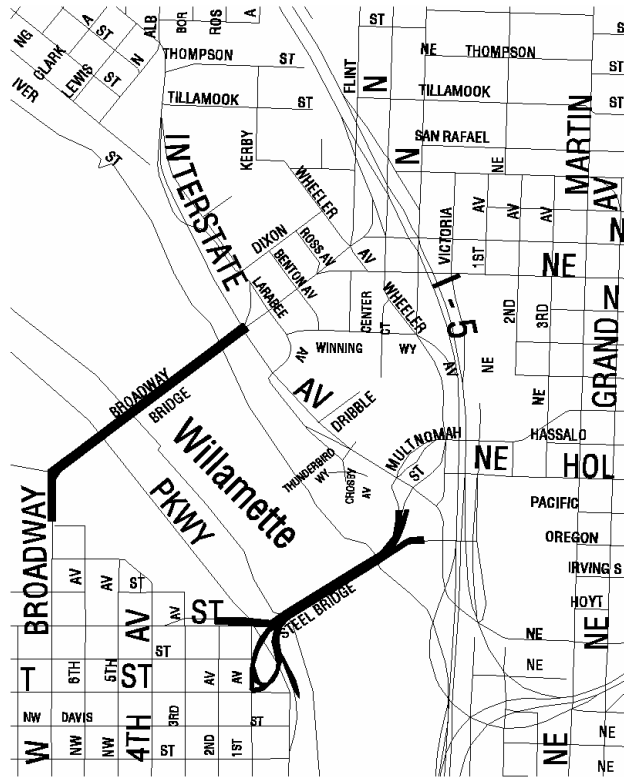 ST
ALB
BOR
ROS
A
ST
S
NG
A
ST
CLARK
N
NE THOMPSON
THOMPSON
ST
ST
LEWIS
ST
IVER
FLINT
N
TILLAMOOK
ST
TILLAMOOK
ST
SAN RAFAEL
ST
INTERSTATE
KERBY
N
NE
MARTIN
WHEELER
AV
DIXON
ROSS AV
AV
VICTORIA
1ST
AV
AV
AV
N
BENTON AV
NE
LARABEE
I-5
N
CENTER
CT
WHEELER
AV
2ND
3RD
AV
WINNING
WY
NE
GRAND
BROADWAY
BRIDGE
AV
DRIBBLE
NE
MULTNOMAH
ST
HASSALO
Willamette
THUNDERBIRD
WY
CROSBY
AV
NE
HOL
PKWY
PACIFIC
BROADWAY
OREGON
IRVING S
AV
AV
ST
HOYT
AV
AV
ST
STEEL BRIDGE
NE
NE
ST
T
6TH
5TH
ST
AV
AV
NE
NW
DAVIS
3RD
ST
NE
W
NW
NW
4TH
ST
2ND
1ST
NE
NE